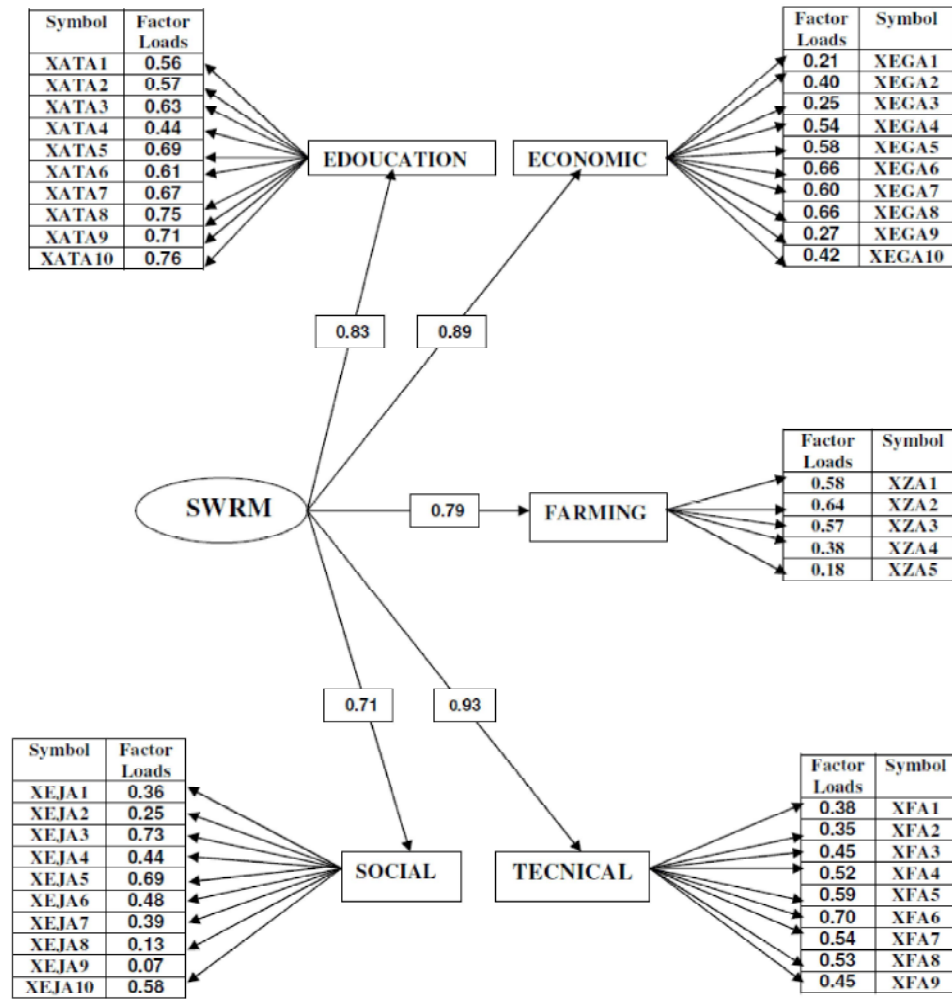 Symbol Factor Loads
XATA1 0.56
XATA2 0.57
XATA3 0.63
XATA4 0.44
XATA5 0.69
XATA6 0.61
XATA7 0.67
XATA8 0.75
XATA9 0.71
XATA10 0.76
EDOUCATION
ECONOMIC
Factor Loads Symbol
0.21 XEGA1
0.40 XEGA2
0.25 XEGA3
0.54 XEGA4
0.58 XEGA5
0.66 XEGA6
0.60 XEGA7
0.66 XEGA8
0.27 XEGA9
0.42 XEGA10
0.83
0.89
SWRM
0.79
FARMING
Factor Loads Symbol
0.58 XZA1
0.64 XZA2
0.57 XZA3
0.38 XZA4
0.18 XZA5
0.71
0.93
Symbol Factor Loads
XEJA1 0.36
XEJA2 0.25
XEJA3 0.73
XEJA4 0.44
XEJA5 0.69
XEJA6 0.48
XEJA7 0.39
XEJA8 0.13
XEJA9 0.07
XEJA10 0.58
SOCIAL
TECNICAL
Factor Loads Symbol
0.38 XFA1
0.35 XFA2
0.45 XFA3
0.52 XFA4
0.59 XFA5
0.70 XFA6
0.54 XFA7
0.53 XFA8
0.45 XFA9